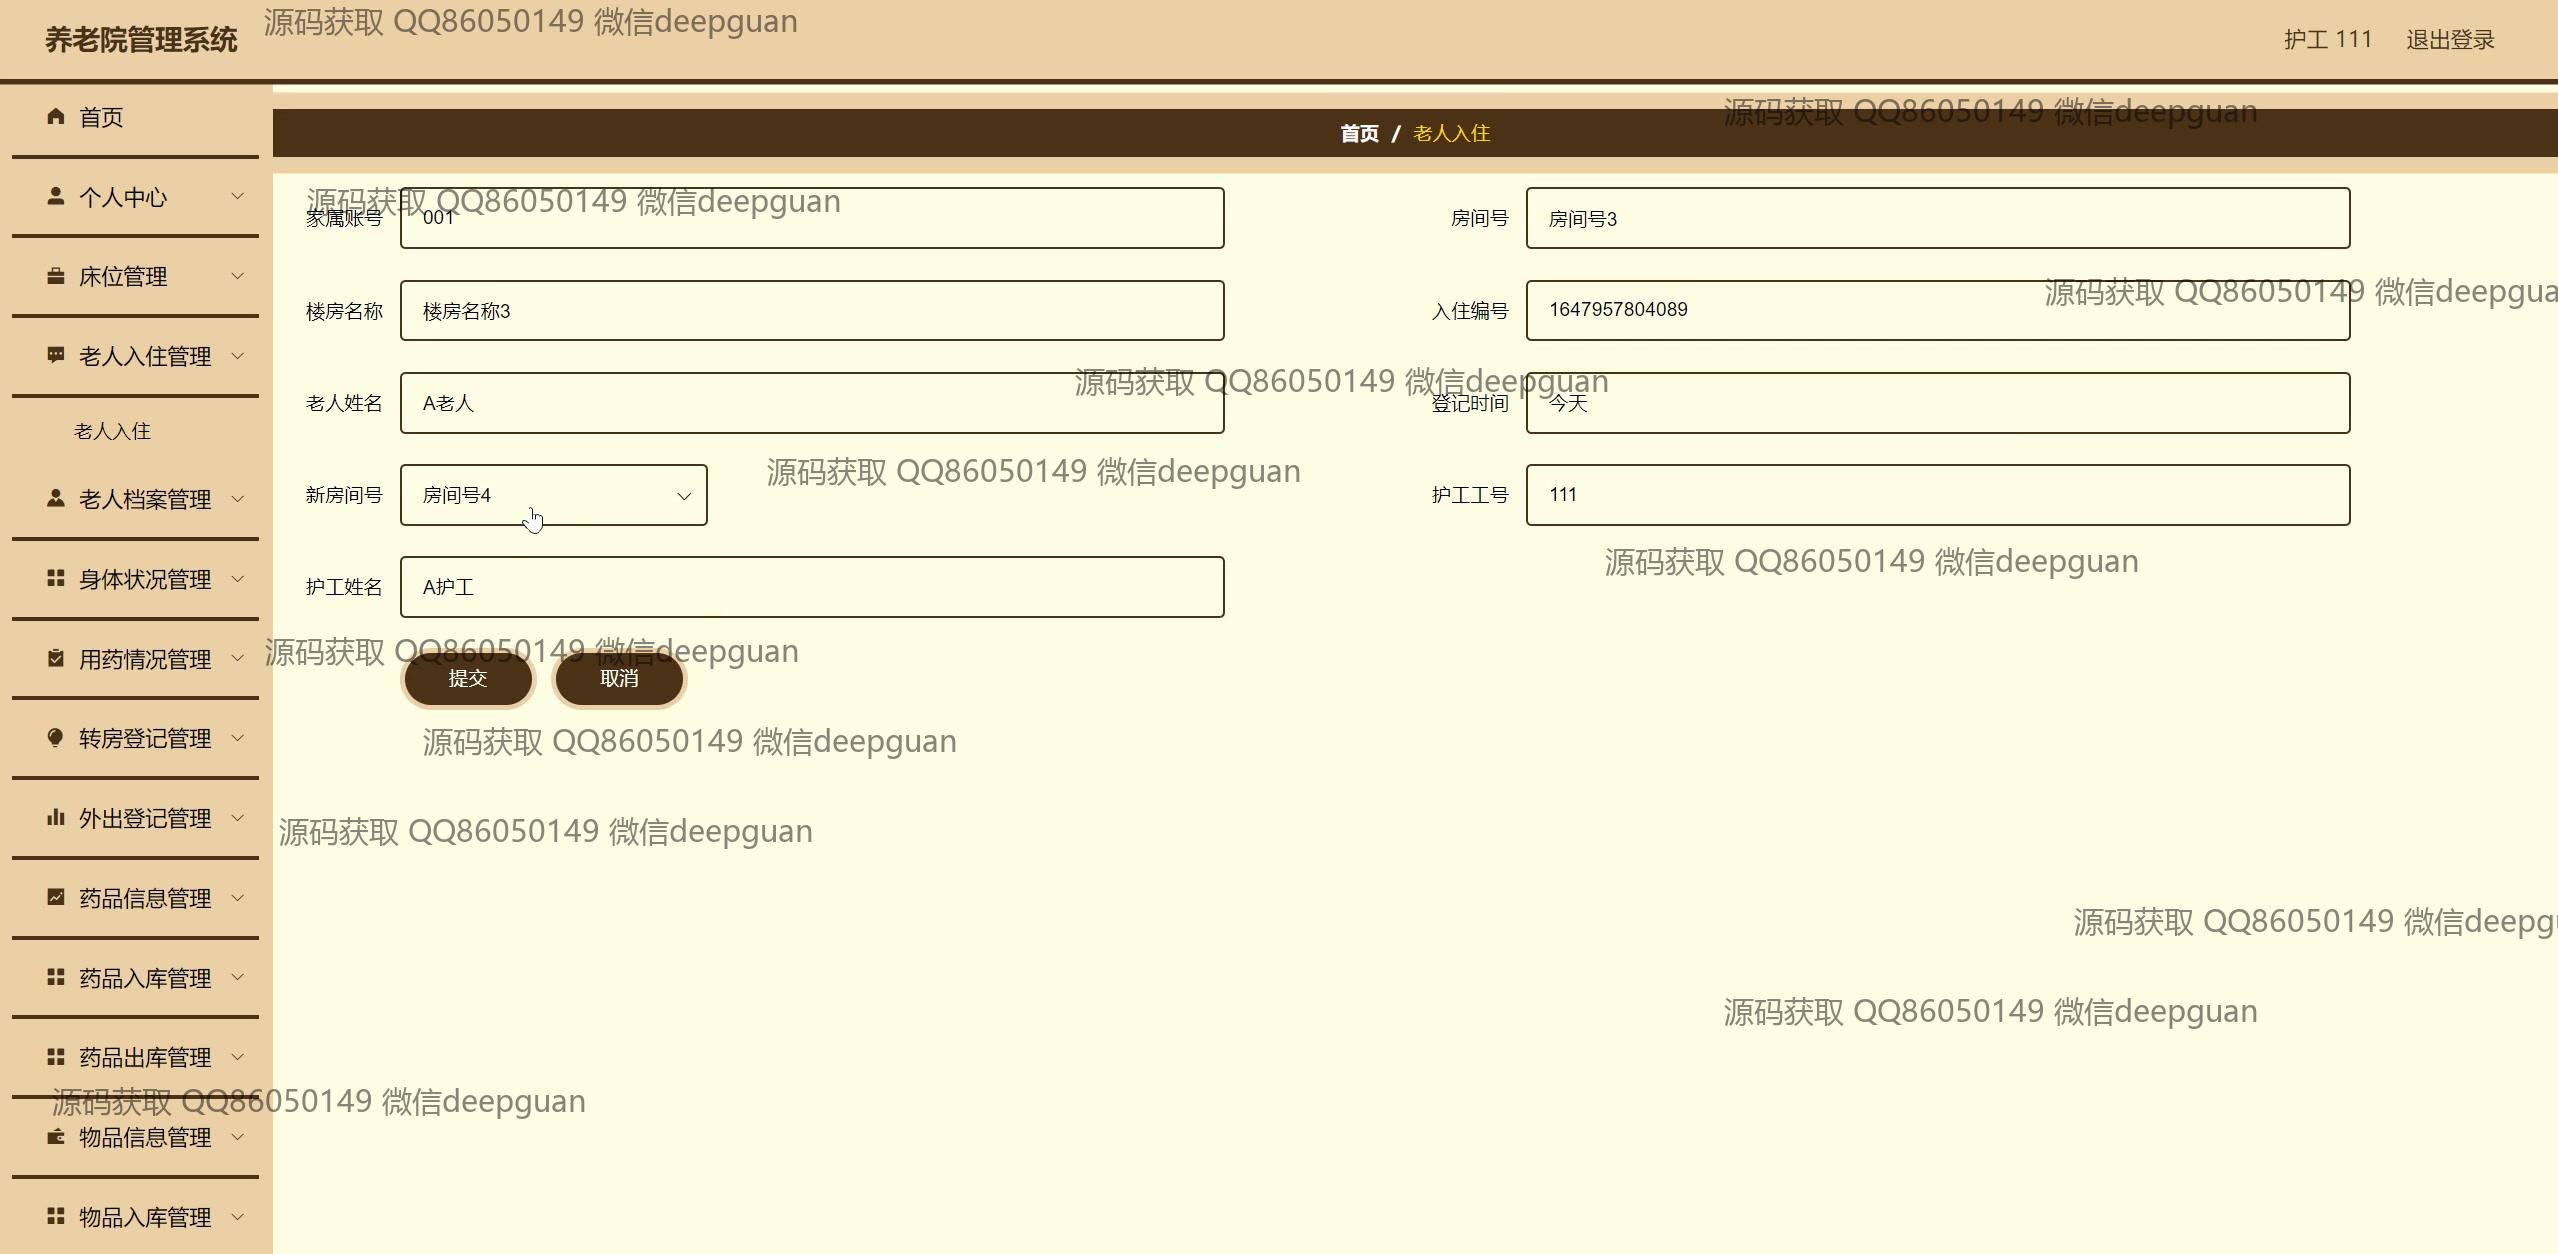 养老院管理系统
源码获取 QQ86050149 微信deepguan
护工 111
退出登录
首页
源码获取 QQ86050149 微信deepguan
首页 / 老人入住
个人中心
源码获取 QQ86050149 微信deepguan
家属账号
001
房间号
房间号3
床位管理
源码获取 QQ86050149 微信deepgua
楼房名称
楼房名称3
入住编号
1647957804089
老人入住管理
源码获取 QQ86050149 微信deepguan
老人姓名
A老人
登记时间
今天
老人入住
源码获取 QQ86050149 微信deepguan
新房间号
房间号4
护工工号
111
老人档案管理
源码获取 QQ86050149 微信deepguan
身体状况管理
护工姓名
A护工
用药情况管理
源码获取 QQ86050149 微信deepguan
提交
取消
转房登记管理
源码获取 QQ86050149 微信deepguan
外出登记管理
源码获取 QQ86050149 微信deepguan
药品信息管理
源码获取 QQ86050149 微信deepgu
药品入库管理
源码获取 QQ86050149 微信deepguan
药品出库管理
源码获取 QQ86050149 微信deepguan
物品信息管理
物品入库管理